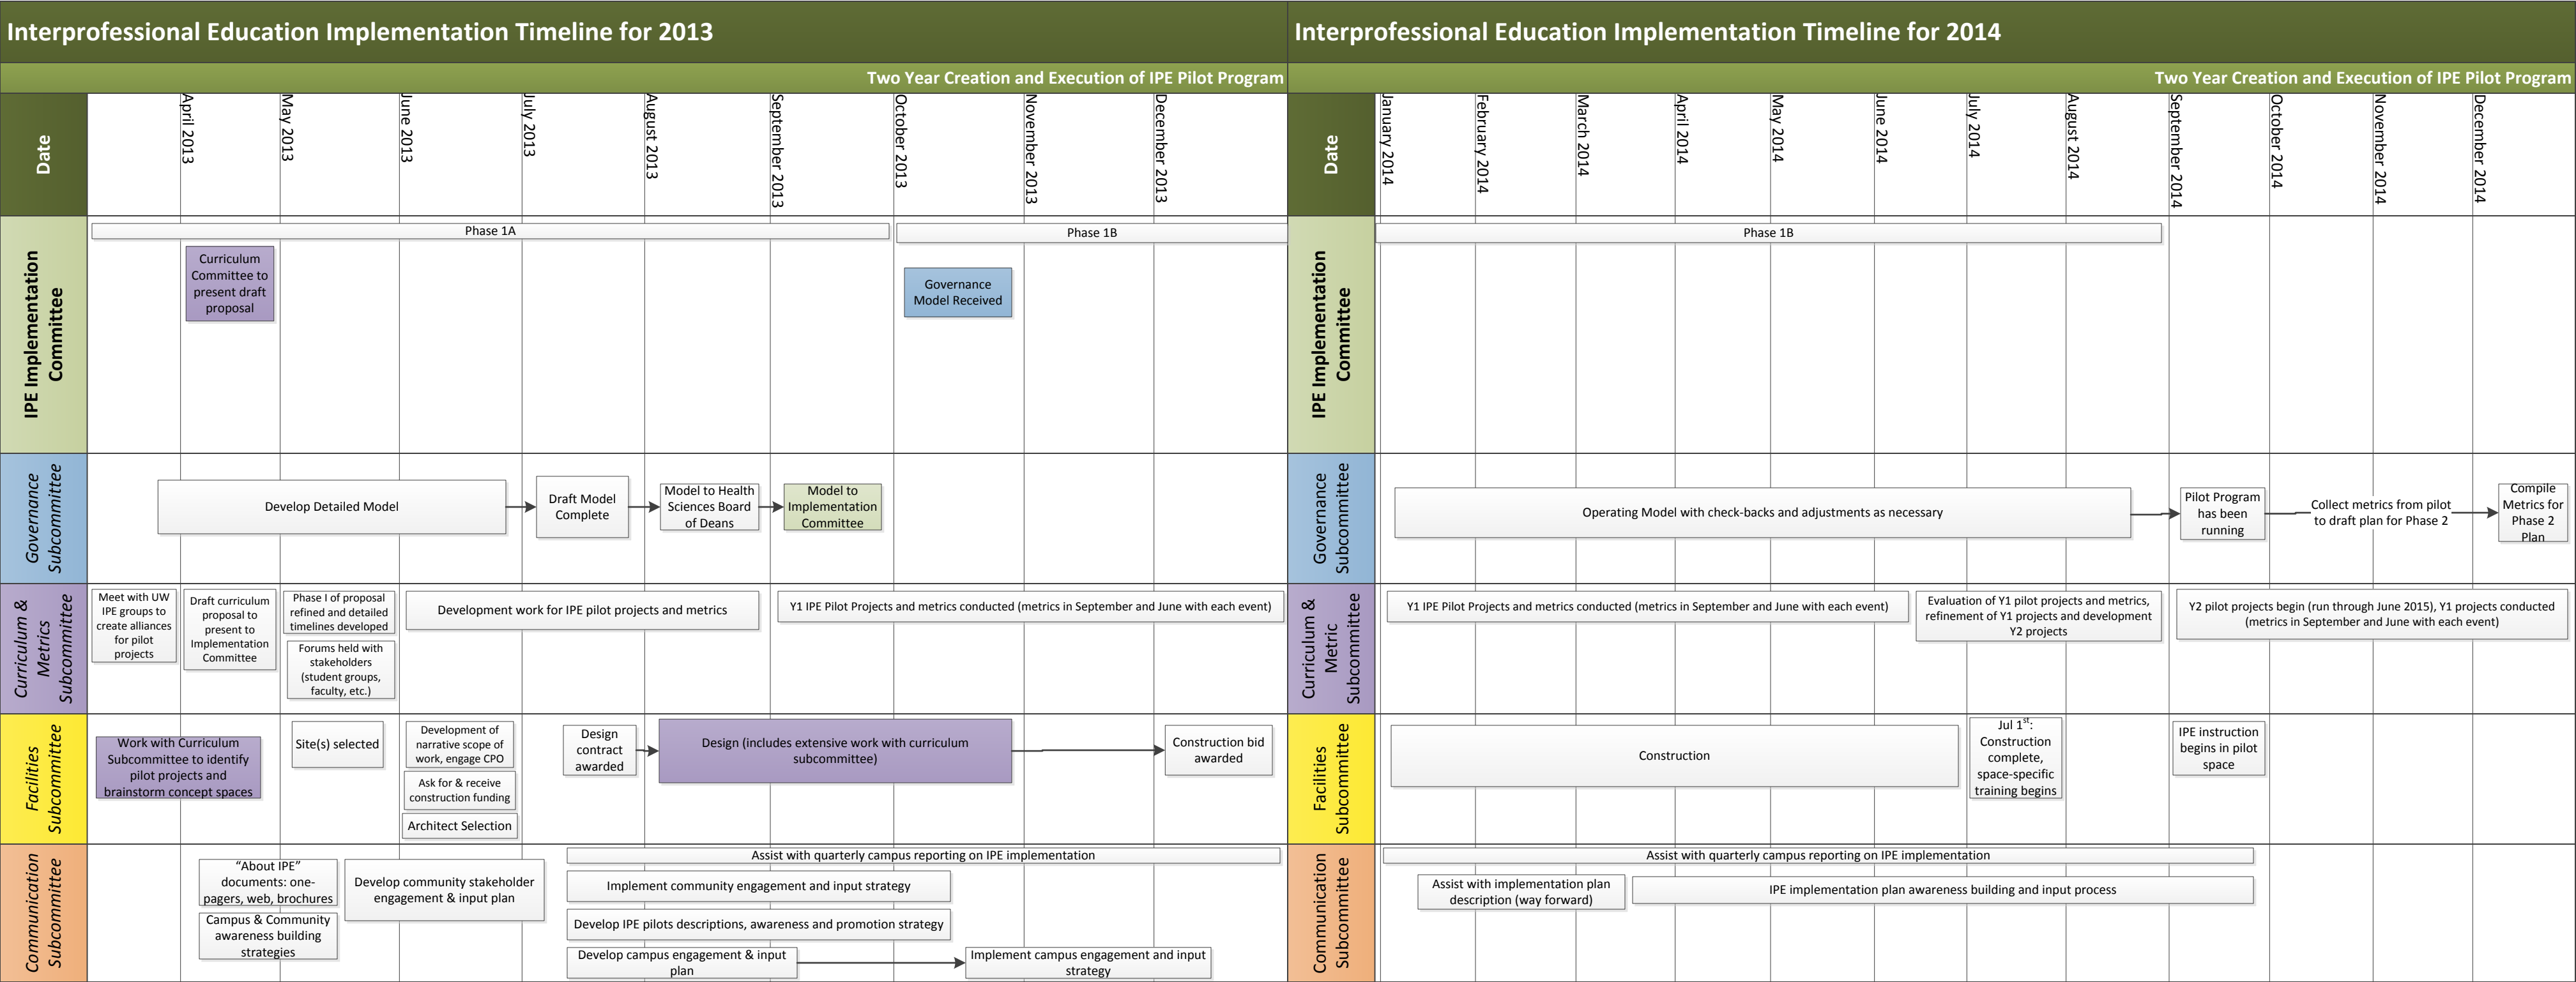 Interprofessional Education Implementation Timeline for 2013
Two Year Creation and Execution of IPE Pilot Program
Date
April 2013
May 2013
June 2013
July 2013
August 2013
September 2013
October 2013
November 2013
December 2013
IPE Implementation
Committee
Phase 1A
Phase 1B
Curriculum
Committee to
present draft
proposal
Governance
Model Received
Governance
Subcommittee
Develop Detailed Model
Draft Model
Complete
Model to Health
Sciences Board
of Deans
Model to
Implementation
Committee
Curriculum &
Metrics
Subcommittee
Meet with UW
IPE groups to
create alliances
for pilot
projects
Draft curriculum
proposal to
present to
Implementation
Committee
Phase I of proposal
refined and detailed
timelines developed
Forums held with
stakeholders
(student groups,
faculty, etc.)
Development work for IPE pilot projects and metrics
Y1 IPE Pilot Projects and metrics conducted (metrics in September and June with each event)
Facilities
Subcommittee
Work with Curriculum
Subcommittee to identify
pilot projects and
brainstorm concept spaces
Site(s) selected
Development of
narrative scope of
work, engage CPO
Ask for & receive
construction funding
Architect Selection
Design
contract
awarded
Design (includes extensive work with curriculum
subcommittee)
Construction bid
awarded
Communication
Subcommittee
“About IPE”
documents: one-
pagers, web, brochures
Campus & Community
awareness building
strategies
Develop community stakeholder
engagement & input plan
Assist with quarterly campus reporting on IPE implementation
Implement community engagement and input strategy
Develop IPE pilots descriptions, awareness and promotion strategy
Develop campus engagement & input
plan
Implement campus engagement and input
strategy
Interprofessional Education Implementation Timeline for 2014
Two Year Creation and Execution of IPE Pilot Program
Date
January 2014
February 2014
March 2014
April 2014
May 2014
June 2014
July 2014
August 2014
September 2014
October 2014
November 2014
December 2014
IPE Implementation
Committee
Phase 1B
Governance
Subcommittee
Operating Model with check-backs and adjustments as necessary
Pilot Program
has been
running
Collect metrics from pilot
to draft plan for Phase 2
Compile
Metrics for
Phase 2
Plan
Curriculum &
Metric
Subcommittee
Y1 IPE Pilot Projects and metrics conducted (metrics in September and June with each event)
Evaluation of Y1 pilot projects and metrics,
refinement of Y1 projects and development
Y2 projects
Y2 pilot projects begin (run through June 2015), Y1 projects conducted
(metrics in September and June with each event)
Facilities
Subcommittee
Construction
Jul 1st:
Construction
complete,
space-specific
training begins
IPE instruction
begins in pilot
space
Communication
Subcommittee
Assist with quarterly campus reporting on IPE implementation
Assist with implementation plan
description (way forward)
IPE implementation plan awareness building and input process